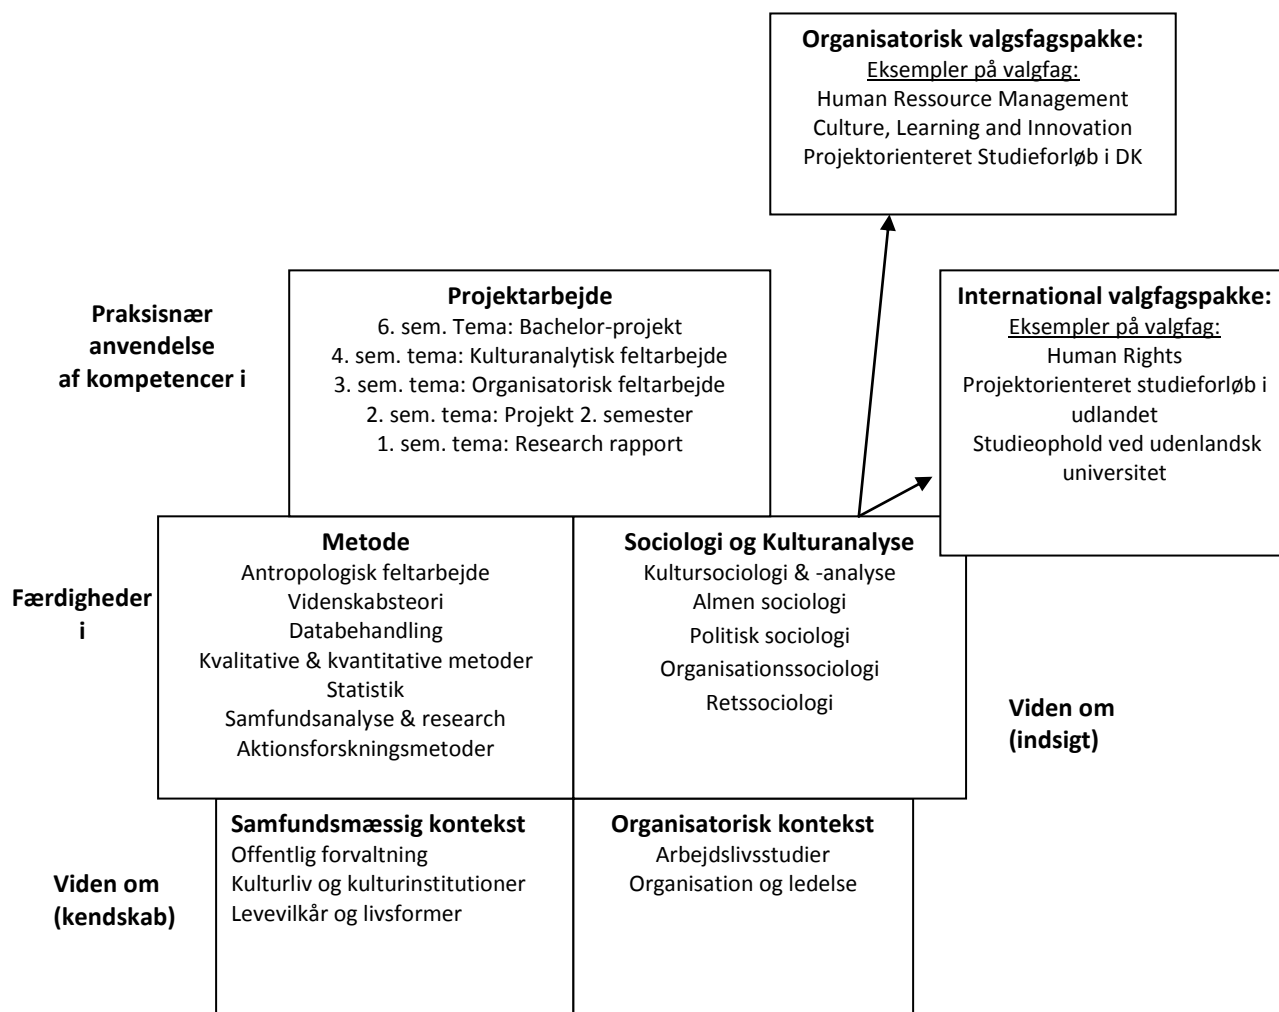 Organisatorisk valgsfagspakke:
Eksempler på valgfag:
Human Ressource Management
Culture, Learning and Innovation
Projektorienteret Studieforløb i DK
Praksisnær
anvendelse
af kompetencer i
Projektarbejde
6. sem. Tema: Bachelor-projekt
4. sem. tema: Kulturanalytisk feltarbejde
3. sem. tema: Organisatorisk feltarbejde
2. sem. tema: Projekt 2. semester
1. sem. tema: Research rapport
International valgfagspakke:
Eksempler på valgfag:
Human Rights
Projektorienteret studieforløb i
udlandet
Studieophold ved udenlandsk
universitet
Færdigheder
i
Metode
Antropologisk feltarbejde
Videnskabsteori
Databehandling
Kvalitative & kvantitative metoder
Statistik
Samfundsanalyse & research
Aktionsforskningsmetoder
Sociologi og Kulturanalyse
Kultursociologi & -analyse
Almen sociologi
Politisk sociologi
Organisationssociologi
Retssociologi
Viden om
(indsigt)
Viden om
(kendskab)
Samfundsmæssig kontekst
Offentlig forvaltning
Kulturliv og kulturinstitutioner
Levevilkår og livsformer
Organisatorisk kontekst
Arbejdslivsstudier
Organisation og ledelse